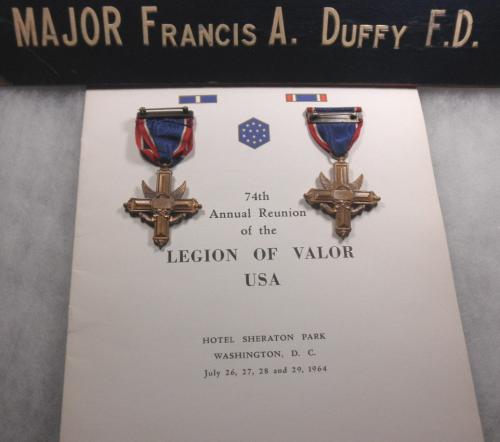 MAJOR FRANCIS A. DUFFY F.D.
74th
Annual Reunion
of the
LEGION OF VALOR
USA
HOTEL SHERATON PARK
WASHINGTON, D. C.
July 26, 27, 28 and 29, 1964